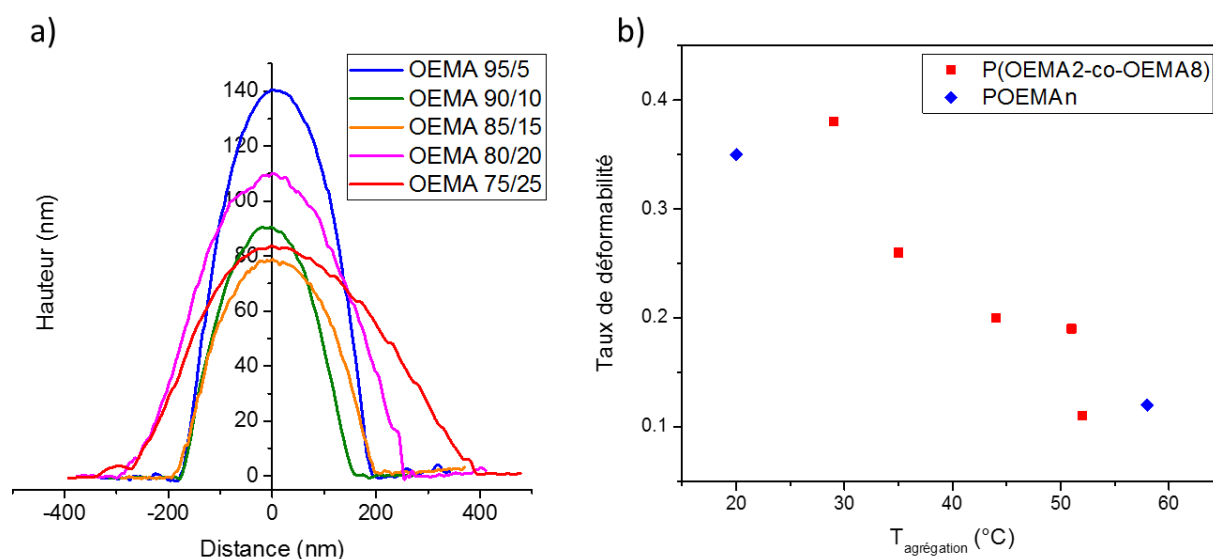 a)
OEMA 95/5
OEMA 90/10
OEMA 85/15
OEMA 80/20
OEMA 75/25
Hauteur (nm)
140
120
100
80
60
40
20
0
-400 -200 0 200 400
Distance (nm)
b)
P(OEMA2-co-OEMA8)
POEMAn
Taux de déformabilité
0.4
0.3
0.2
0.1
20 30 40 50 60
Tagrégation (°C)